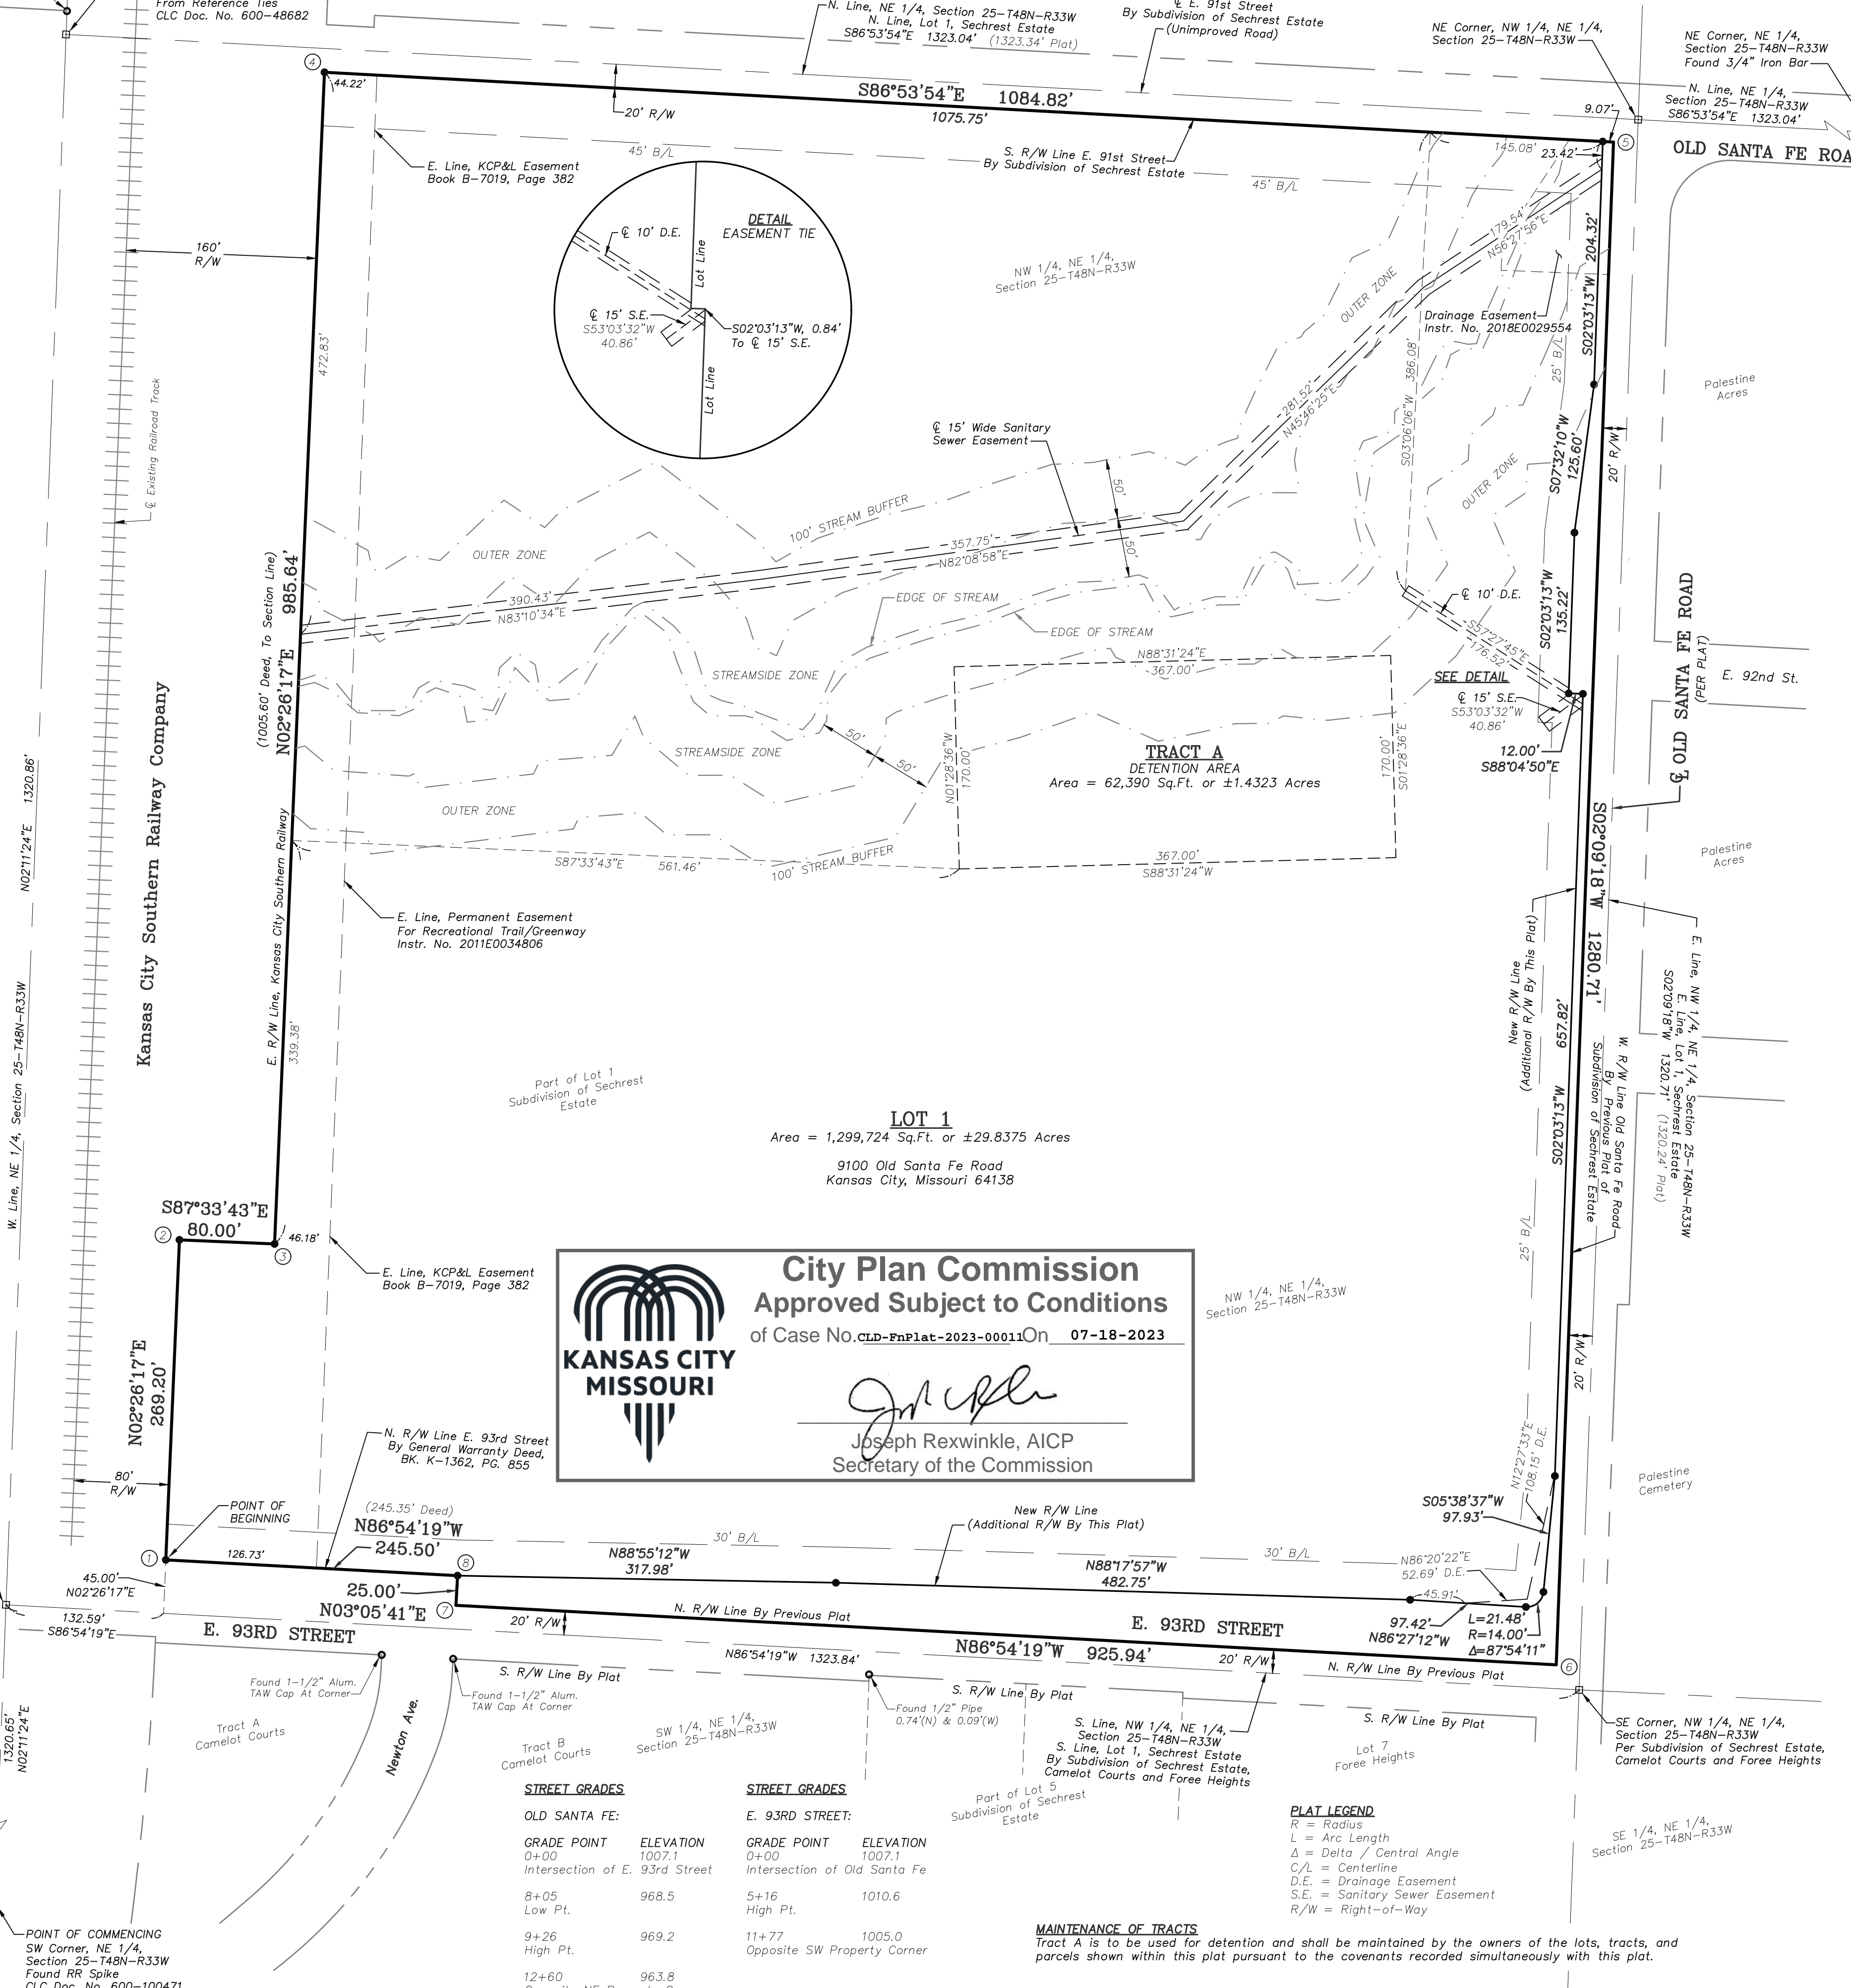 From Reference Ties
CLC Doc. No. 600-48682
N. Line, NE 1/4, Section 25-T48N-R33W
N. Line, Lot 1, Sechrest Estate
S86°53'54"E 1323.04' (1323.34' Plat)
℄ E. 91st Street
By Subdivision of Sechrest Estate
(Unimproved Road)
NE Corner, NW 1/4, NE 1/4,
Section 25-T48N-R33W
NE Corner, NE 1/4,
Section 25-T48N-R33W
Found 3/4" Iron Bar
N. Line, NE 1/4,
Section 25-T48N-R33W
S86°53'54"E 1323.04'
4
44.22'
20' R/W
S86°53'54"E 1084.82'
1075.75'
9.07'
5
OLD SANTA FE ROA
145.08'
23.42'
45' B/L
E. Line, KCP&L Easement
Book B-7019, Page 382
S. R/W Line E. 91st Street
By Subdivision of Sechrest Estate
45' B/L
DETAIL
EASEMENT TIE
℄ 10' D.E.
Lot Line
℄ 15' S.E.
S53°03'32"W
40.86'
S02°03'13"W, 0.84'
To ℄ 15' S.E.
Lot Line
160'
R/W
NW 1/4, NE 1/4,
Section 25-T48N-R33W
179.54'
N56°27'56"E
S02°03'13"W 204.32'
OUTER ZONE
Drainage Easement
Instr. No. 2018E0029554
25' B/L
472.83'
℄ Existing Railroad Track
281.52'
N45°46'25"E
S03°06'06"W 386.08'
Palestine
Acres
℄ 15' Wide Sanitary
Sewer Easement
S07°32'10"W
125.60'
20' R/W
OUTER ZONE
50'
50'
100' STREAM BUFFER
OUTER ZONE
357.75'
N82°08'58"E
390.43'
N83°10'34"E
(1005.60' Deed, To Section Line)
N02°26'17"E 985.64'
EDGE OF STREAM
EDGE OF STREAM
℄ 10' D.E.
S57°27'45"E
176.52'
S02°03'13"W
135.22'
STREAMSIDE ZONE
N88°31'24"E
367.00'
SEE DETAIL
℄ 15' S.E.
S53°03'32"W
40.86'
12.00'
S88°04'50"E
℄ OLD SANTA FE ROAD
(PER PLAT)
E. 92nd St.
STREAMSIDE ZONE
50'
50'
N01°28'36"W
170.00'
TRACT A
DETENTION AREA
Area = 62,390 Sq.Ft. or ±1.4323 Acres
170.00'
S01°28'36"E
OUTER ZONE
S87°33'43"E 561.46'
100' STREAM BUFFER
367.00'
S88°31'24"W
Kansas City Southern Railway Company
N02°11'24"E 1320.86'
W. Line, NE 1/4, Section 25-T48N-R33W
E. R/W Line, Kansas City Southern Railway
339.38'
E. Line, Permanent Easement
For Recreational Trail/Greenway
Instr. No. 2011E0034806
S02°09'18"W 1280.71'
Palestine
Acres
New R/W Line
(Additional R/W By This Plat)
S02°03'13"W 657.82'
E. Line, NW 1/4, NE 1/4, Section 25-T48N-R33W
E. Line, Lot 1, Sechrest Estate
S02°09'18"W 1320.71' (1320.24' Plat)
W. R/W Line Old Santa Fe Road
By Previous Plat of
Subdivision of Sechrest Estate
Part of Lot 1
Subdivision of Sechrest
Estate
LOT 1
Area = 1,299,724 Sq.Ft. or ±29.8375 Acres
9100 Old Santa Fe Road
Kansas City, Missouri 64138
S87°33'43"E
80.00'
2
3
46.18'
25' B/L
E. Line, KCP&L Easement
Book B-7019, Page 382
City Plan Commission
Approved Subject to Conditions
of Case No. CLD-FnPlat-2023-00011 On 07-18-2023
KANSAS CITY
MISSOURI
Joseph Rexwinkle, AICP
Secretary of the Commission
NW 1/4, NE 1/4,
Section 25-T48N-R33W
N02°26'17"E
269.20'
20' R/W
80'
R/W
N. R/W Line E. 93rd Street
By General Warranty Deed,
BK. K-1362, PG. 855
N12°27'33"E
108.15' D.E.
Palestine
Cemetery
POINT OF
BEGINNING
(245.35' Deed)
N86°54'19"W
245.50'
S05°38'37"W
97.93'
New R/W Line
(Additional R/W By This Plat)
30' B/L
30' B/L
1
126.73'
8
N88°55'12"W
317.98'
N88°17'57"W
482.75'
N86°20'22"E
52.69' D.E.
45.91'
45.00'
N02°26'17"E
25.00'
N03°05'41"E
7
132.59'
S86°54'19"E
E. 93RD STREET
20' R/W
N. R/W Line By Previous Plat
E. 93RD STREET
97.42'
N86°27'12"W
L=21.48'
R=14.00'
Δ=87°54'11"
N86°54'19"W 1323.84'
N86°54'19"W 925.94'
20' R/W
N. R/W Line By Previous Plat
6
S. R/W Line By Plat
S. R/W Line By Plat
S. R/W Line By Plat
Found 1-1/2" Alum.
TAW Cap At Corner
Found 1-1/2" Alum.
TAW Cap At Corner
Found 1/2" Pipe
0.74'(N) & 0.09'(W)
1320.65'
N02°11'24"E
Tract A
Camelot Courts
Newton Ave.
Tract B
Camelot Courts
SW 1/4, NE 1/4,
Section 25-T48N-R33W
S. Line, NW 1/4, NE 1/4,
Section 25-T48N-R33W
S. Line, Lot 1, Sechrest Estate
By Subdivision of Sechrest Estate,
Camelot Courts and Foree Heights
Lot 7
Foree Heights
SE Corner, NW 1/4, NE 1/4,
Section 25-T48N-R33W
Per Subdivision of Sechrest Estate,
Camelot Courts and Foree Heights
Part of Lot 5
Subdivision of Sechrest
Estate
STREET GRADES
OLD SANTA FE:
GRADE POINT ELEVATION
0+00 1007.1
Intersection of E. 93rd Street
8+05 968.5
Low Pt.
9+26 969.2
High Pt.
12+60 963.8
STREET GRADES
E. 93RD STREET:
GRADE POINT ELEVATION
0+00 1007.1
Intersection of Old Santa Fe
5+16 1010.6
High Pt.
11+77 1005.0
Opposite SW Property Corner
PLAT LEGEND
R = Radius
L = Arc Length
Δ = Delta / Central Angle
C/L = Centerline
D.E. = Drainage Easement
S.E. = Sanitary Sewer Easement
R/W = Right-of-Way
SE 1/4, NE 1/4,
Section 25-T48N-R33W
MAINTENANCE OF TRACTS
Tract A is to be used for detention and shall be maintained by the owners of the lots, tracts, and
parcels shown within this plat pursuant to the covenants recorded simultaneously with this plat.
POINT OF COMMENCING
SW Corner, NE 1/4,
Section 25-T48N-R33W
Found RR Spike
CLC Doc. No. 600-100471